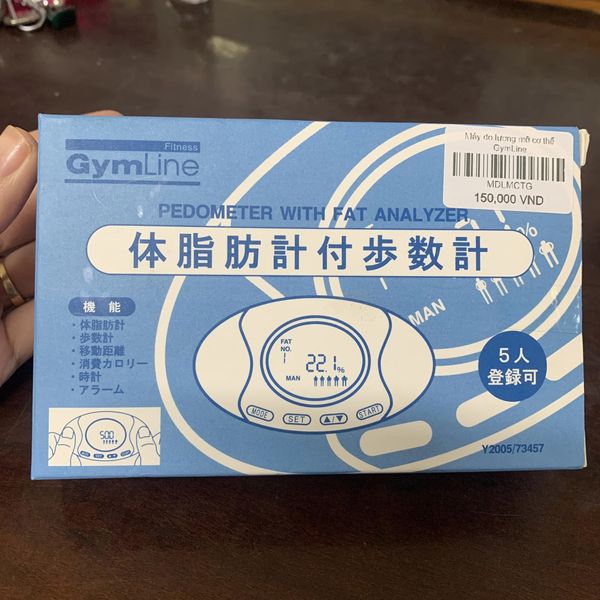 Fitness
GymLine
Máy đo lường mỡ cơ thể
GymLine
MDLMCTG
150,000 VND
PEDOMETER WITH FAT ANALYZER
体脂肪計付歩数計
機能
・体脂肪計
・歩数計
・移動距離
・消費カロリー
・時計
・アラーム
FAT
NO.
1
22.1%
MAN
MODE
SET
▲/▼
START
500
%
MAN
5人
登録可
Y2005/73457